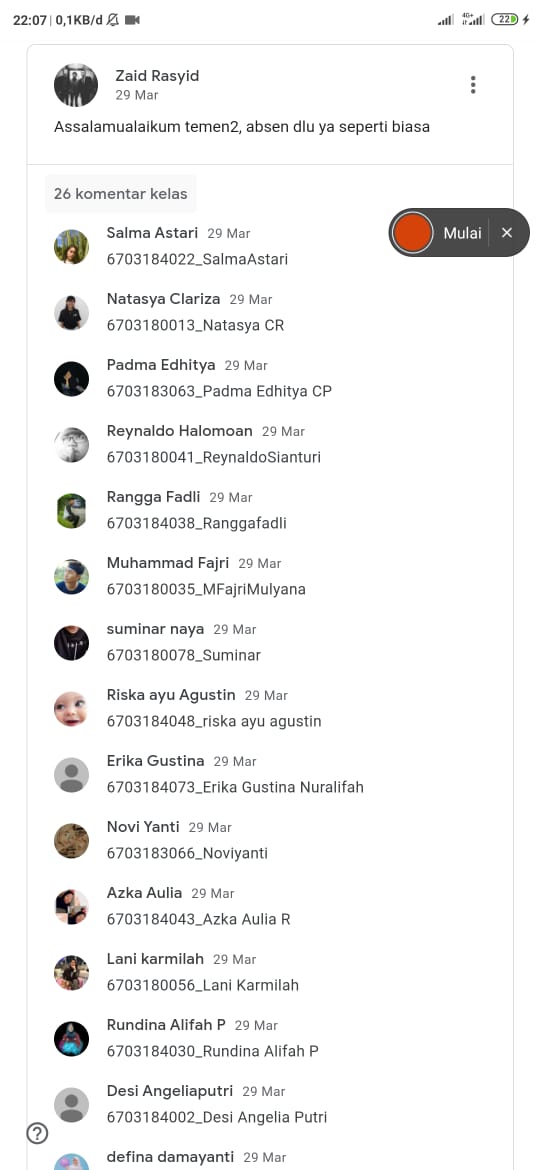 22:07 | 0,1KB/d
4G+
22
Zaid Rasyid
29 Mar
Assalamualaikum temen2, absen dlu ya seperti biasa
26 komentar kelas
Mulai ×
Salma Astari 29 Mar
6703184022_SalmaAstari
Natasya Clariza 29 Mar
6703180013_Natasya CR
Padma Edhitya 29 Mar
6703183063_Padma Edhitya CP
Reynaldo Halomoan 29 Mar
6703180041_ReynaldoSianturi
Rangga Fadli 29 Mar
6703184038_Ranggafadli
Muhammad Fajri 29 Mar
6703180035_MFajriMulyana
suminar naya 29 Mar
6703180078_Suminar
Riska ayu Agustin 29 Mar
6703184048_riska ayu agustin
Erika Gustina 29 Mar
6703184073_Erika Gustina Nuralifah
Novi Yanti 29 Mar
6703183066_Noviyanti
Azka Aulia 29 Mar
6703184043_Azka Aulia R
Lani karmilah 29 Mar
6703180056_Lani Karmilah
Rundina Alifah P 29 Mar
6703184030_Rundina Alifah P
Desi Angeliaputri 29 Mar
6703184002_Desi Angelia Putri
?
defina damayanti 29 Mar